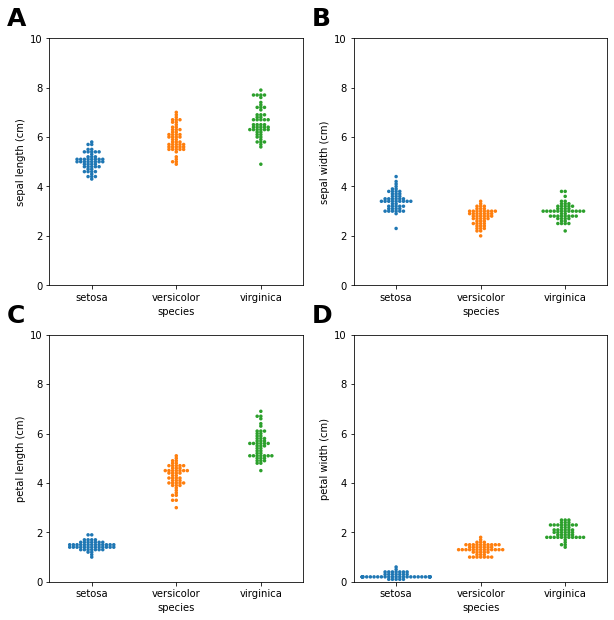 A
10
8
6
4
2
0
sepal length (cm)
setosa versicolor virginica
species
B
10
8
6
4
2
0
sepal width (cm)
setosa versicolor virginica
species
C
10
8
6
4
2
0
petal length (cm)
setosa versicolor virginica
species
D
10
8
6
4
2
0
petal width (cm)
setosa versicolor virginica
species